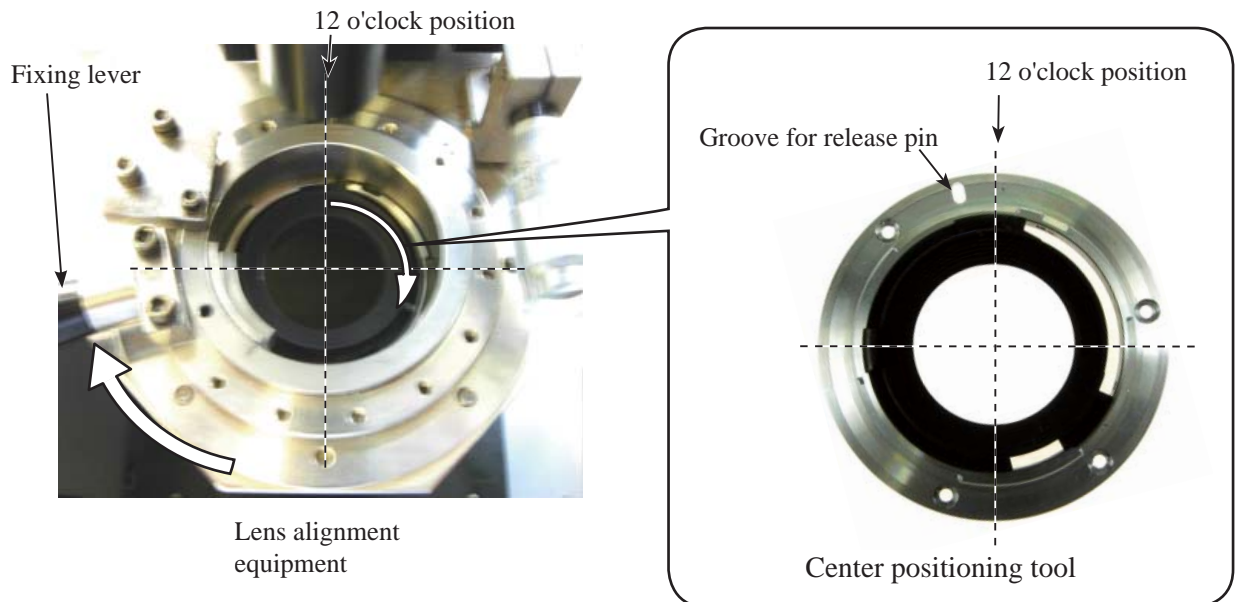 12 o'clock position
Fixing lever
12 o'clock position
Groove for release pin
Lens alignment
equipment
Center positioning tool